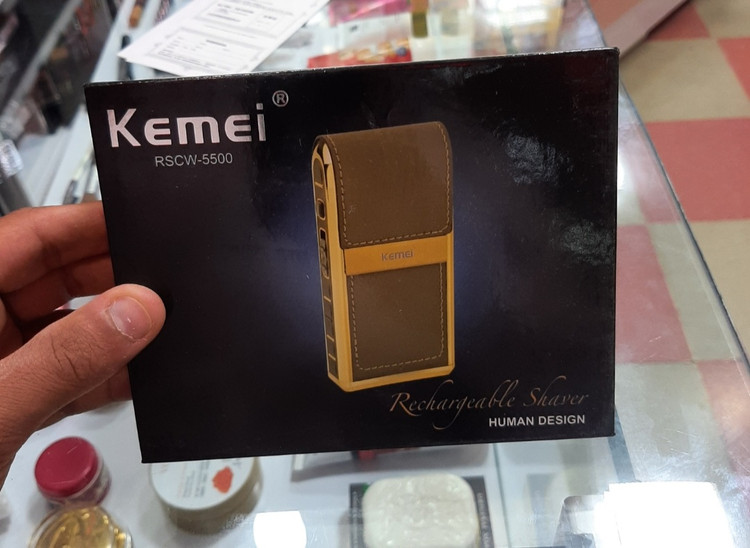 Kemei®
RSCW-5500
Kemei
Rechargeable Shaver
HUMAN DESIGN